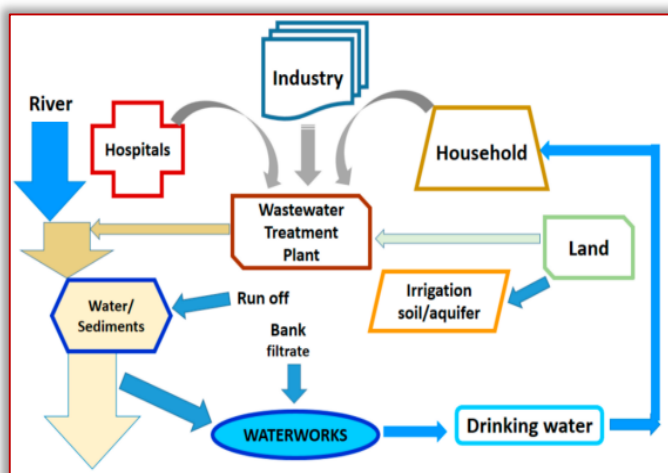 Industry
River
Hospitals
Household
Wastewater
Treatment
Plant
Land
Water/
Sediments
Run off
Irrigation
soil/aquifer
Bank
filtrate
WATERWORKS
Drinking water